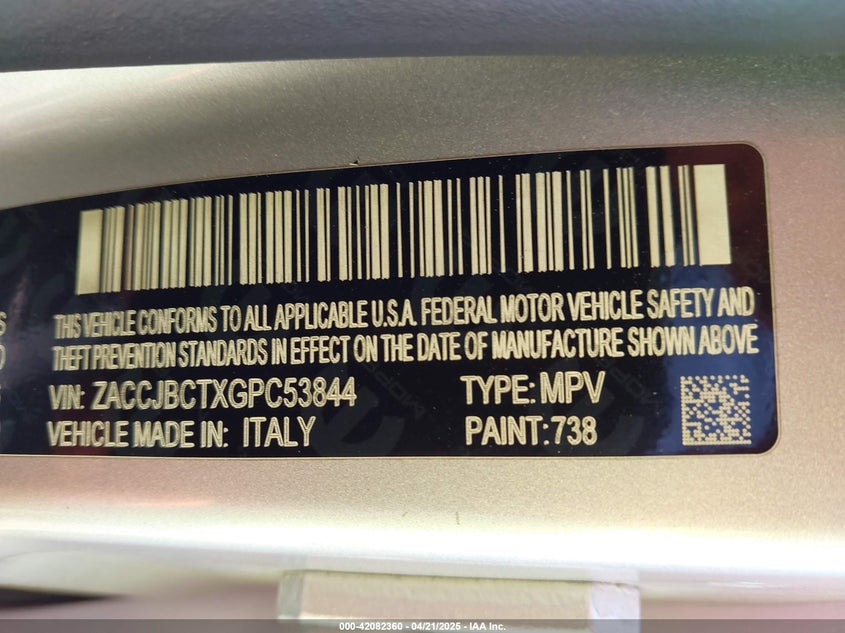 THIS VEHICLE CONFORMS TO ALL APPLICABLE U.S.A. FEDERAL MOTOR VEHICLE SAFETY AND
THEFT PREVENTION STANDARDS IN EFFECT ON THE DATE OF MANUFACTURE SHOWN ABOVE
VIN: ZACCJBCTXGPC53844 TYPE: MPV
VEHICLE MADE IN: ITALY PAINT:738
000-42082360 - 04/21/2025 - IAA Inc.